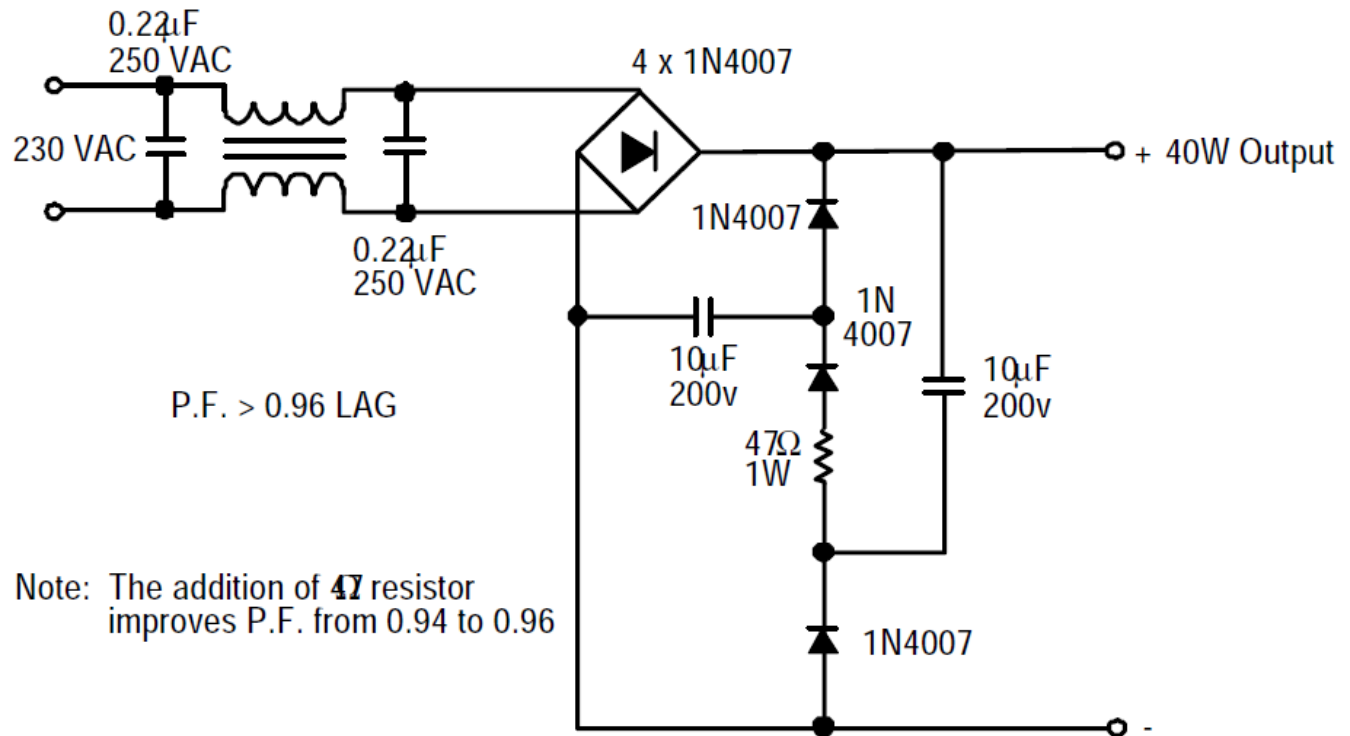 0.22µF
250 VAC
4 x 1N4007
230 VAC
+ 40W Output
1N4007
0.22µF
250 VAC
1N
4007
10µF
200v
10µF
200v
P.F. > 0.96 LAG
47Ω
1W
Note: The addition of 47Ω resistor
improves P.F. from 0.94 to 0.96
1N4007
-